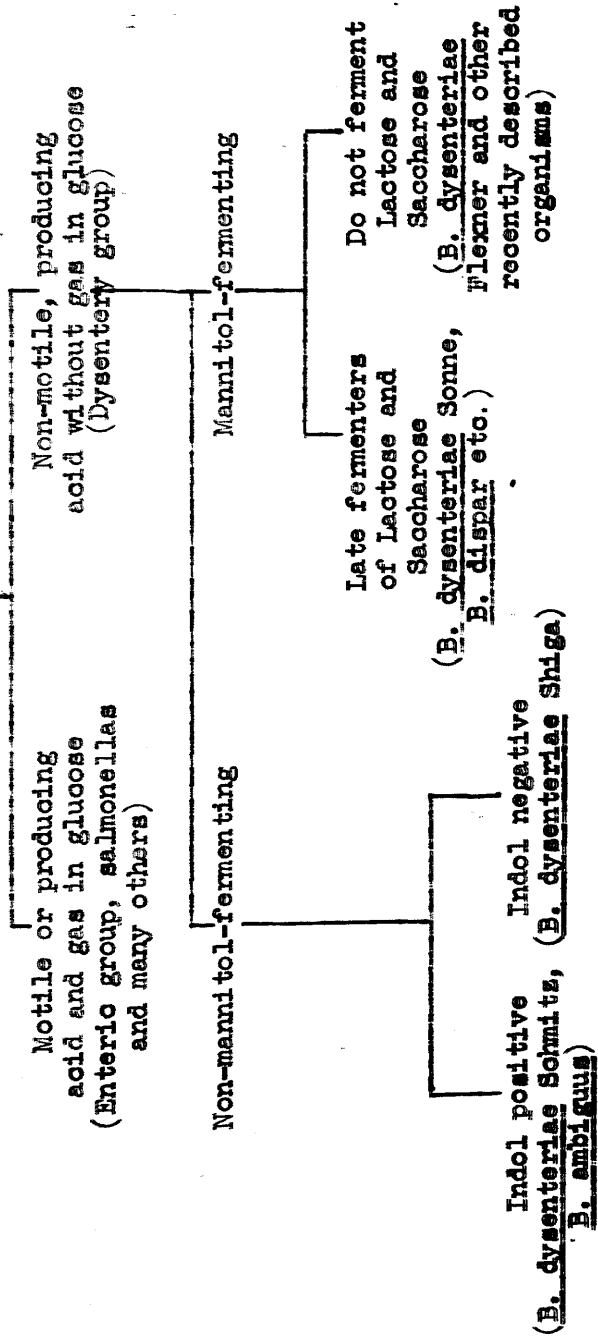 Motile or producing
acid and gas in glucose
(Enteric group, salmonellas
and many others)
Non-motile, producing
acid without gas in glucose
(Dysentery group)
Non-mannitol-fermenting
Mannitol-fermenting
Indol positive
(B. dysenteriae Schmitz,
B. ambiguus)
Indol negative
(B. dysenteriae Shiga)
Late fermenters
of Lactose and
Saccharose
(B. dysenteriae Sonne,
B. dispar etc.)
Do not ferment
Lactose and
Saccharose
(B. dysenteriae
Flexner and other
recently described
organisms)